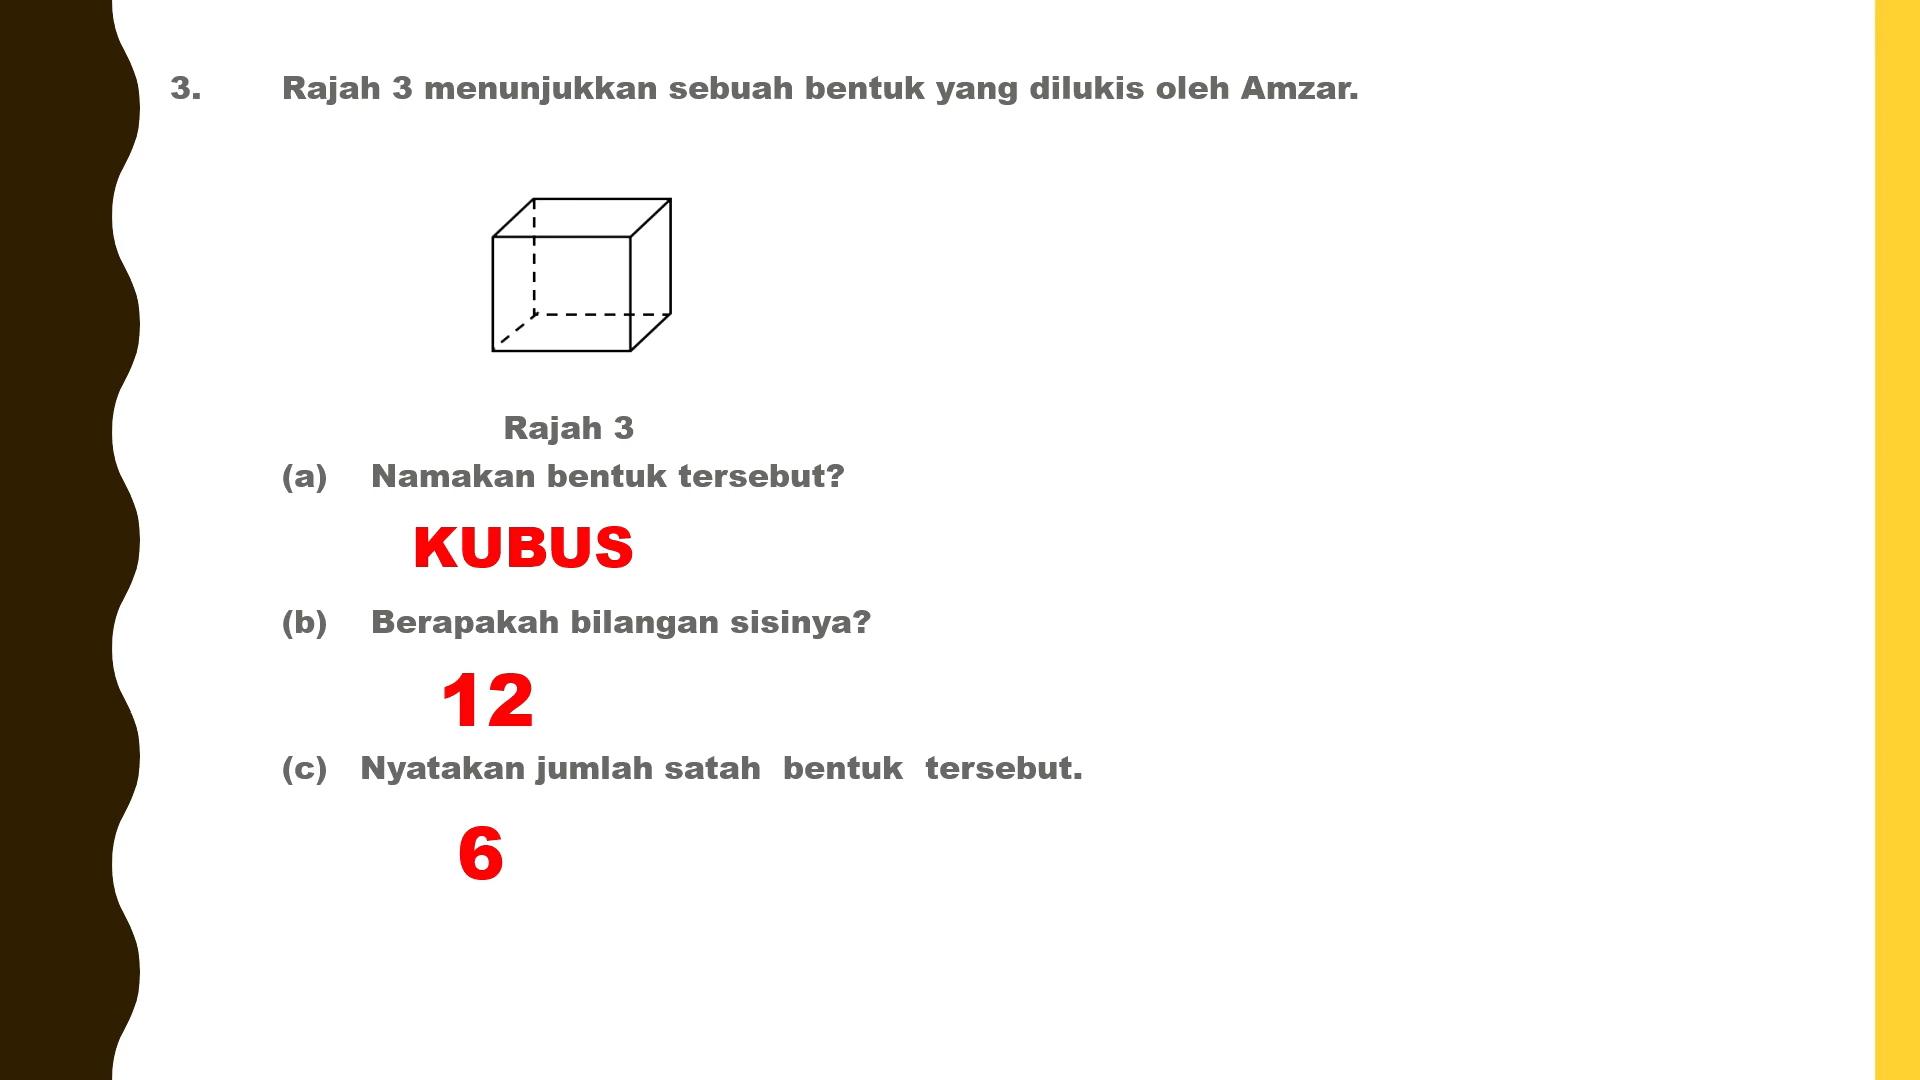 3. Rajah 3 menunjukkan sebuah bentuk yang dilukis oleh Amzar.
Rajah 3
(a) Namakan bentuk tersebut?
KUBUS
(b) Berapakah bilangan sisinya?
12
(c) Nyatakan jumlah satah bentuk tersebut.
6